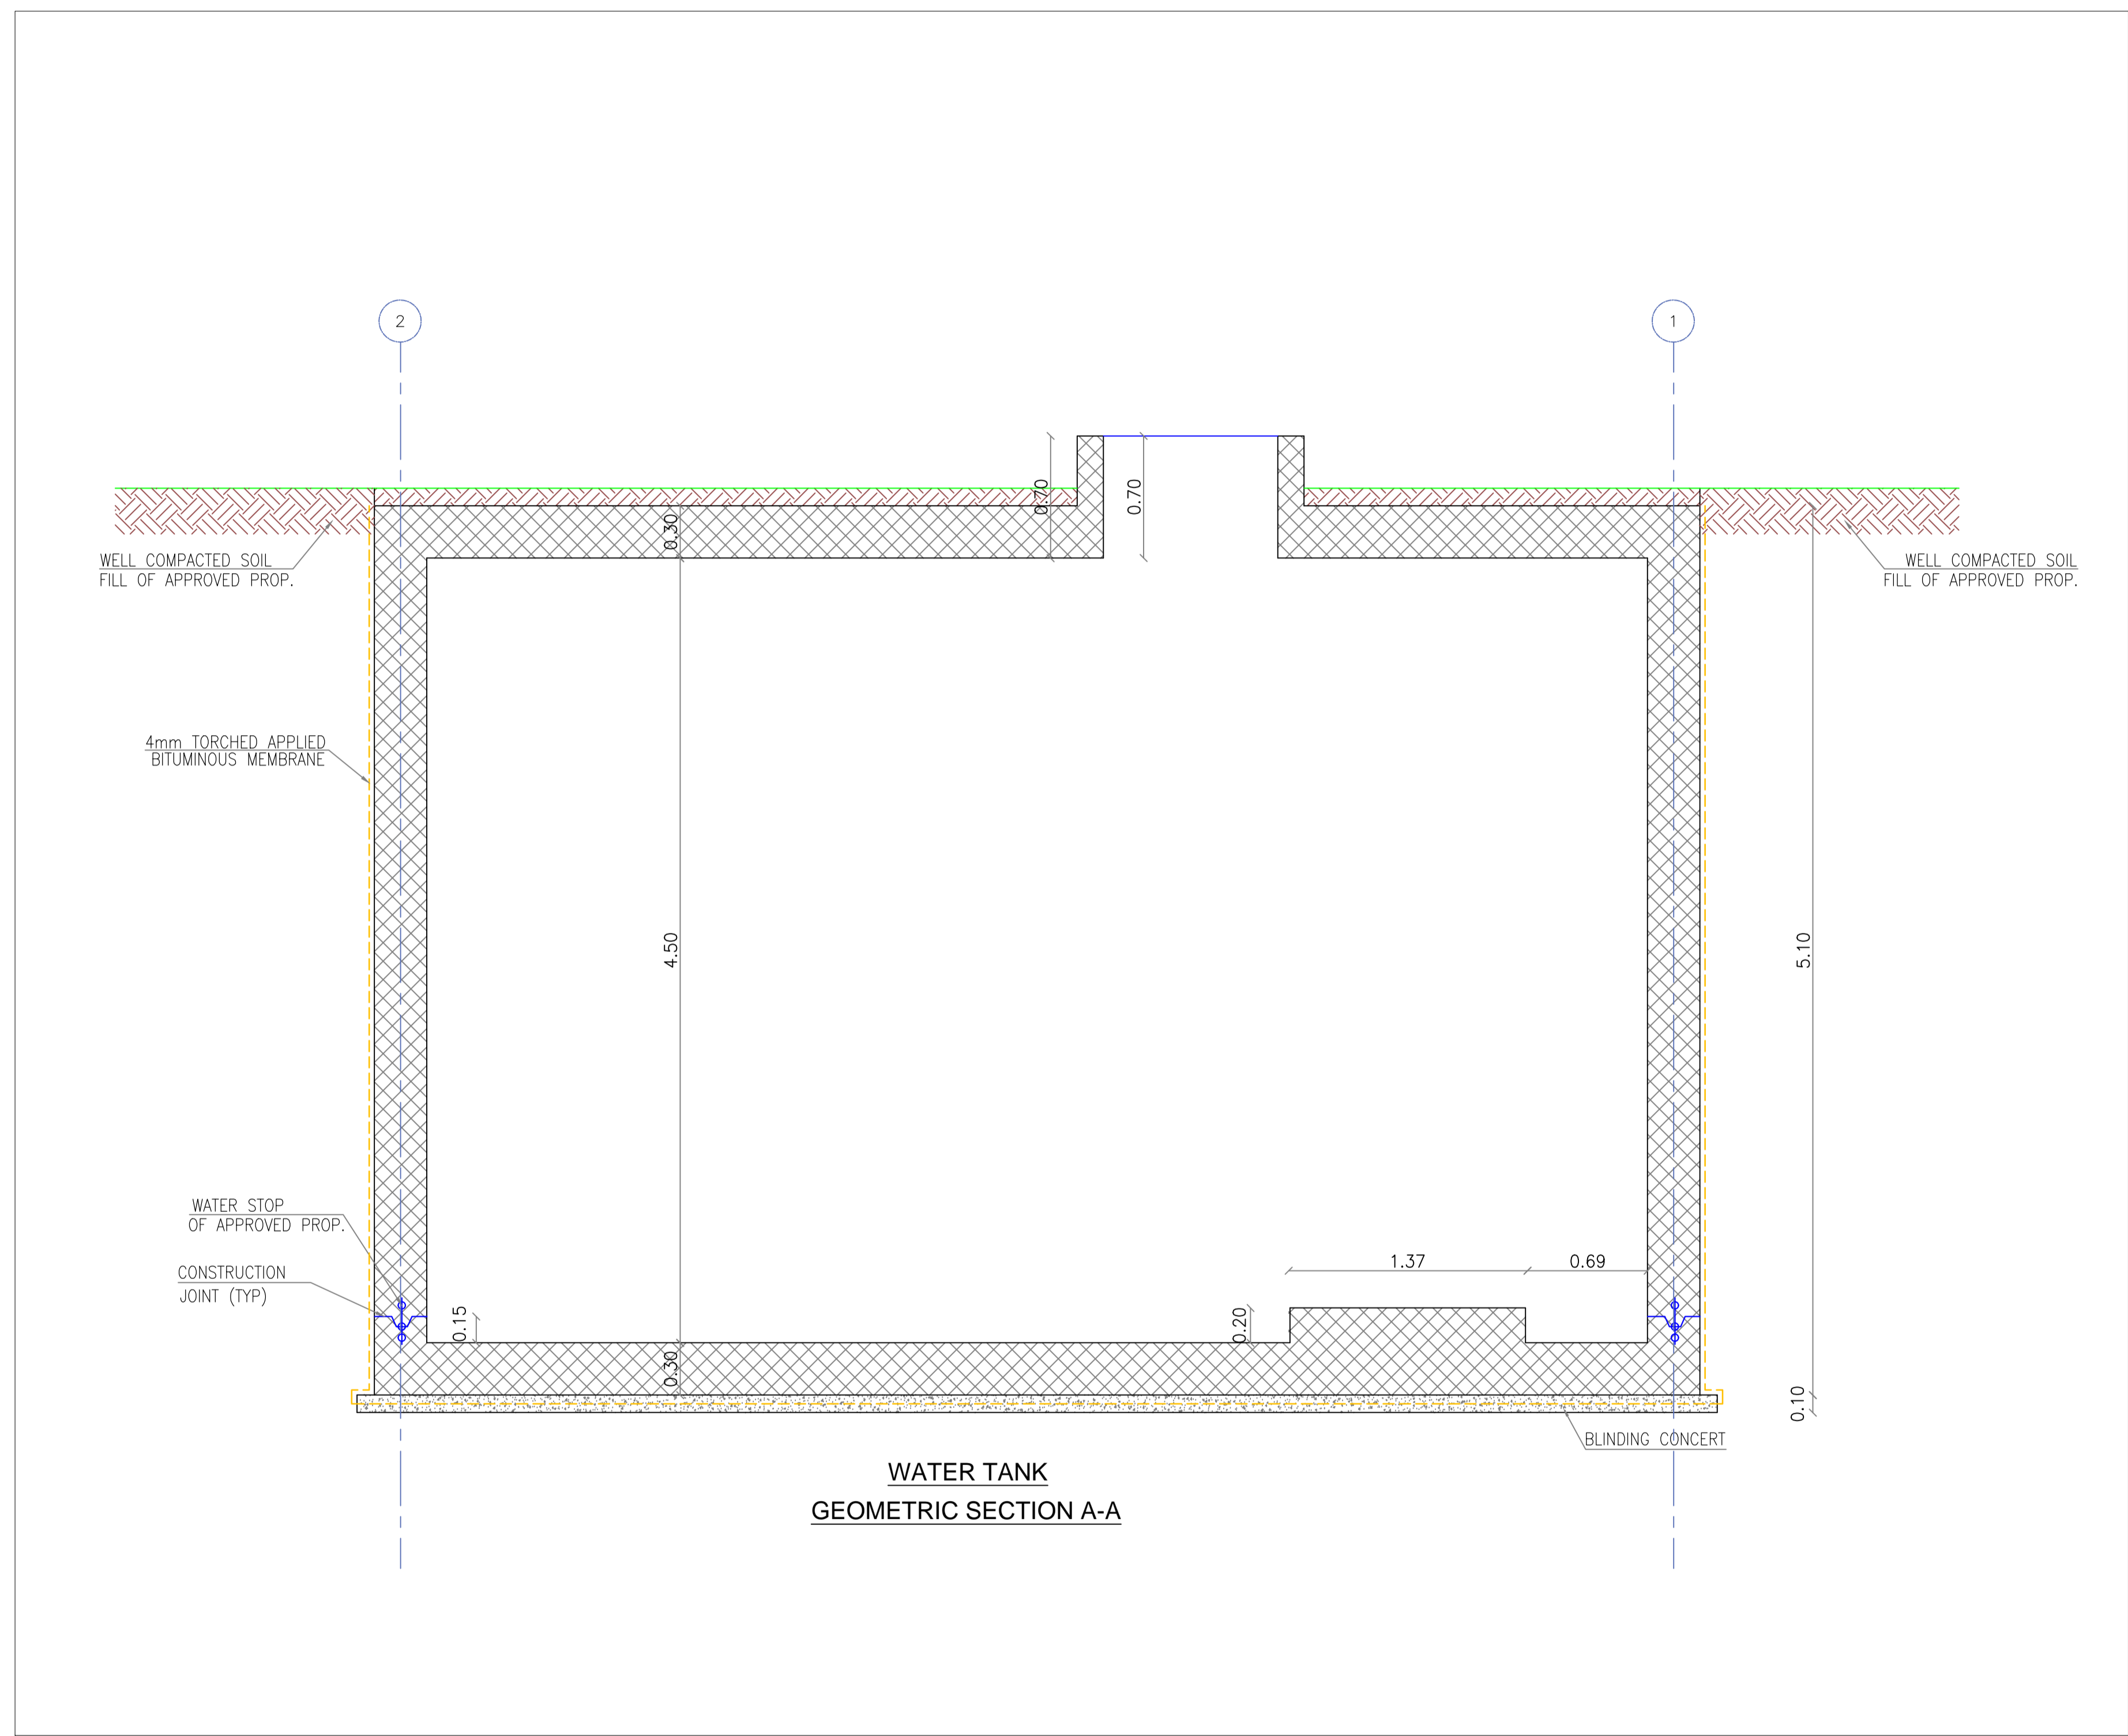 2
1
0.70
0.70
0.30
WELL COMPACTED SOIL
FILL OF APPROVED PROP.
WELL COMPACTED SOIL
FILL OF APPROVED PROP.
4mm TORCHED APPLIED
BITUMINOUS MEMBRANE
4.50
5.10
WATER STOP
OF APPROVED PROP.
CONSTRUCTION
JOINT (TYP)
1.37
0.69
0.15
0.20
0.30
0.10
BLINDING CONCERT
WATER TANK
GEOMETRIC SECTION A-A